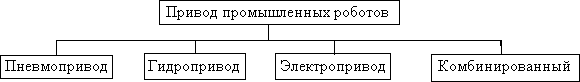 Привод промышленных роботов
Пневмопривод Гидропривод Электропривод Комбинированный